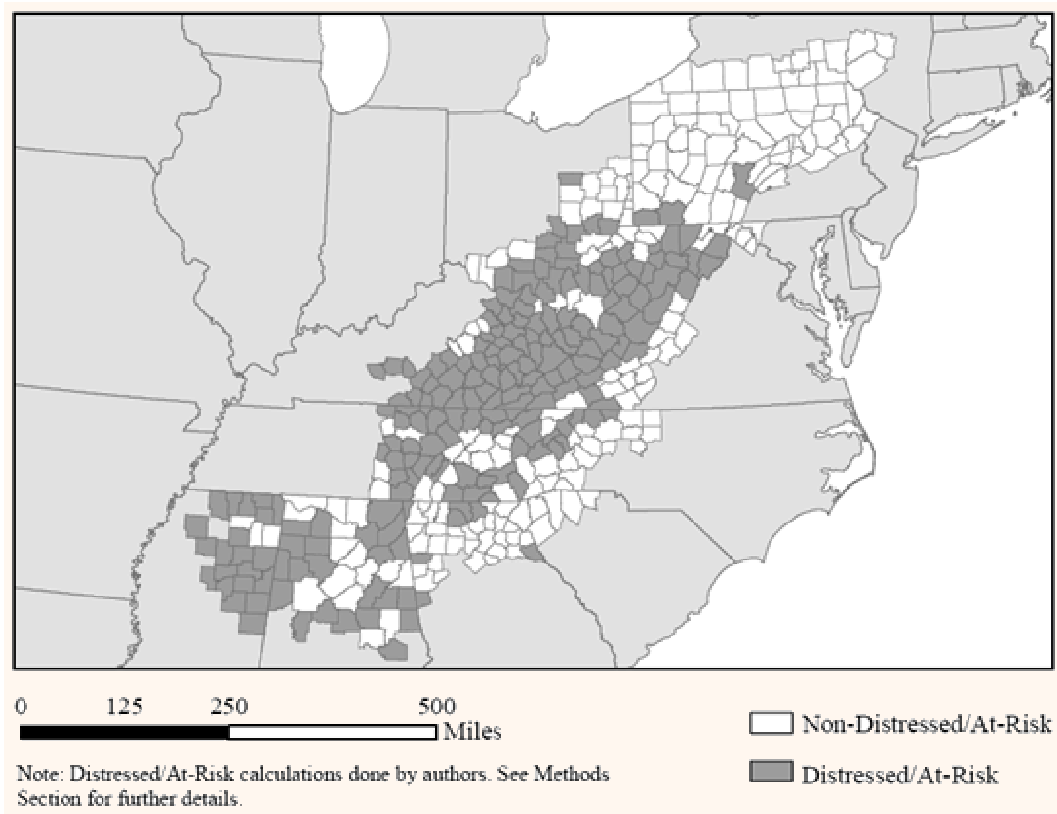 0 125 250 500
Miles
Note: Distressed/At-Risk calculations done by authors. See Methods
Section for further details.
Non-Distressed/At-Risk
Distressed/At-Risk